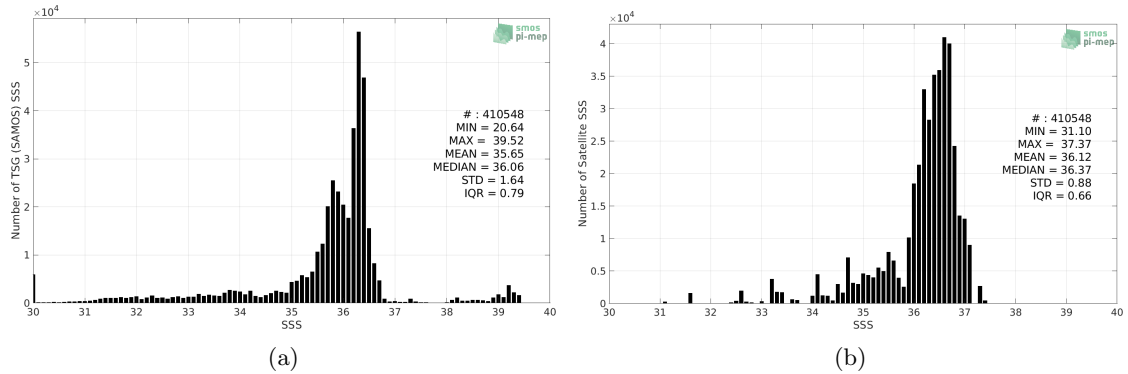 ×10⁴
smos
pi-mep
5
4
3
2
1
0
Number of TSG (SAMOS) SSS
# : 410548
MIN = 20.64
MAX = 39.52
MEAN = 35.65
MEDIAN = 36.06
STD = 1.64
IQR = 0.79
30 31 32 33 34 35 36 37 38 39 40
SSS
(a)
×10⁴
smos
pi-mep
4
3.5
3
2.5
2
1.5
1
0.5
0
Number of Satellite SSS
# : 410548
MIN = 31.10
MAX = 37.37
MEAN = 36.12
MEDIAN = 36.37
STD = 0.88
IQR = 0.66
30 31 32 33 34 35 36 37 38 39 40
SSS
(b)